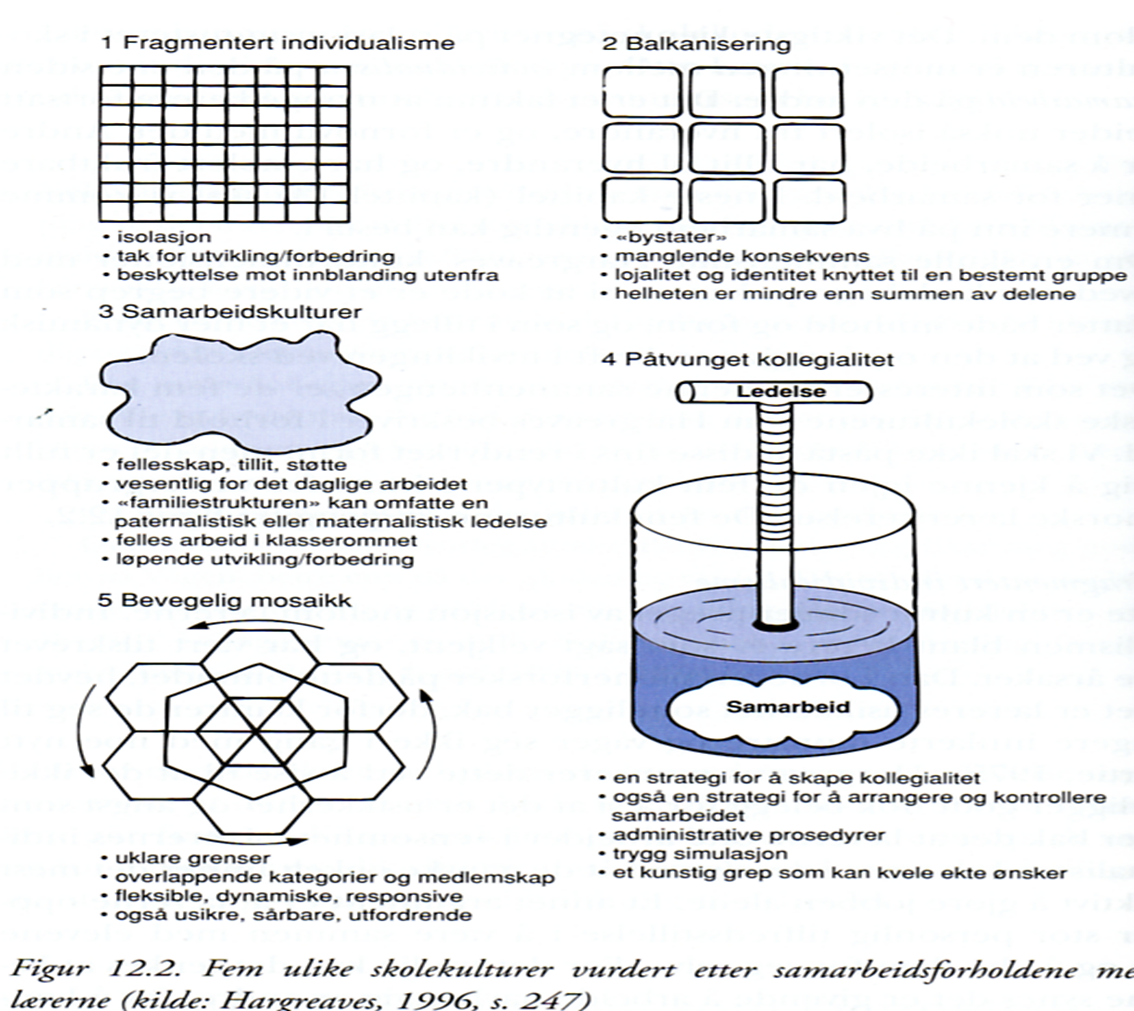 1 Fragmentert individualisme
• isolasjon
• tak for utvikling/forbedring
• beskyttelse mot innblanding utenfra
2 Balkanisering
• «bystater»
• manglende konsekvens
• lojalitet og identitet knyttet til en bestemt gruppe
• helheten er mindre enn summen av delene
3 Samarbeidskulturer
• fellesskap, tillit, støtte
• vesentlig for det daglige arbeidet
• «familiestrukturen» kan omfatte en
paternalistisk eller maternalistisk ledelse
• felles arbeid i klasserommet
• løpende utvikling/forbedring
4 Påtvunget kollegialitet
Ledelse
Samarbeid
• en strategi for å skape kollegialitet
• også en strategi for å arrangere og kontrollere
samarbeidet
• administrative prosedyrer
• trygg simulasjon
• et kunstig grep som kan kvele ekte ønsker
5 Bevegelig mosaikk
• uklare grenser
• overlappende kategorier og medlemskap
• fleksible, dynamiske, responsive
• også usikre, sårbare, utfordrende
Figur 12.2. Fem ulike skolekulturer vurdert etter samarbeidsforholdene me
lærerne (kilde: Hargreaves, 1996, s. 247)